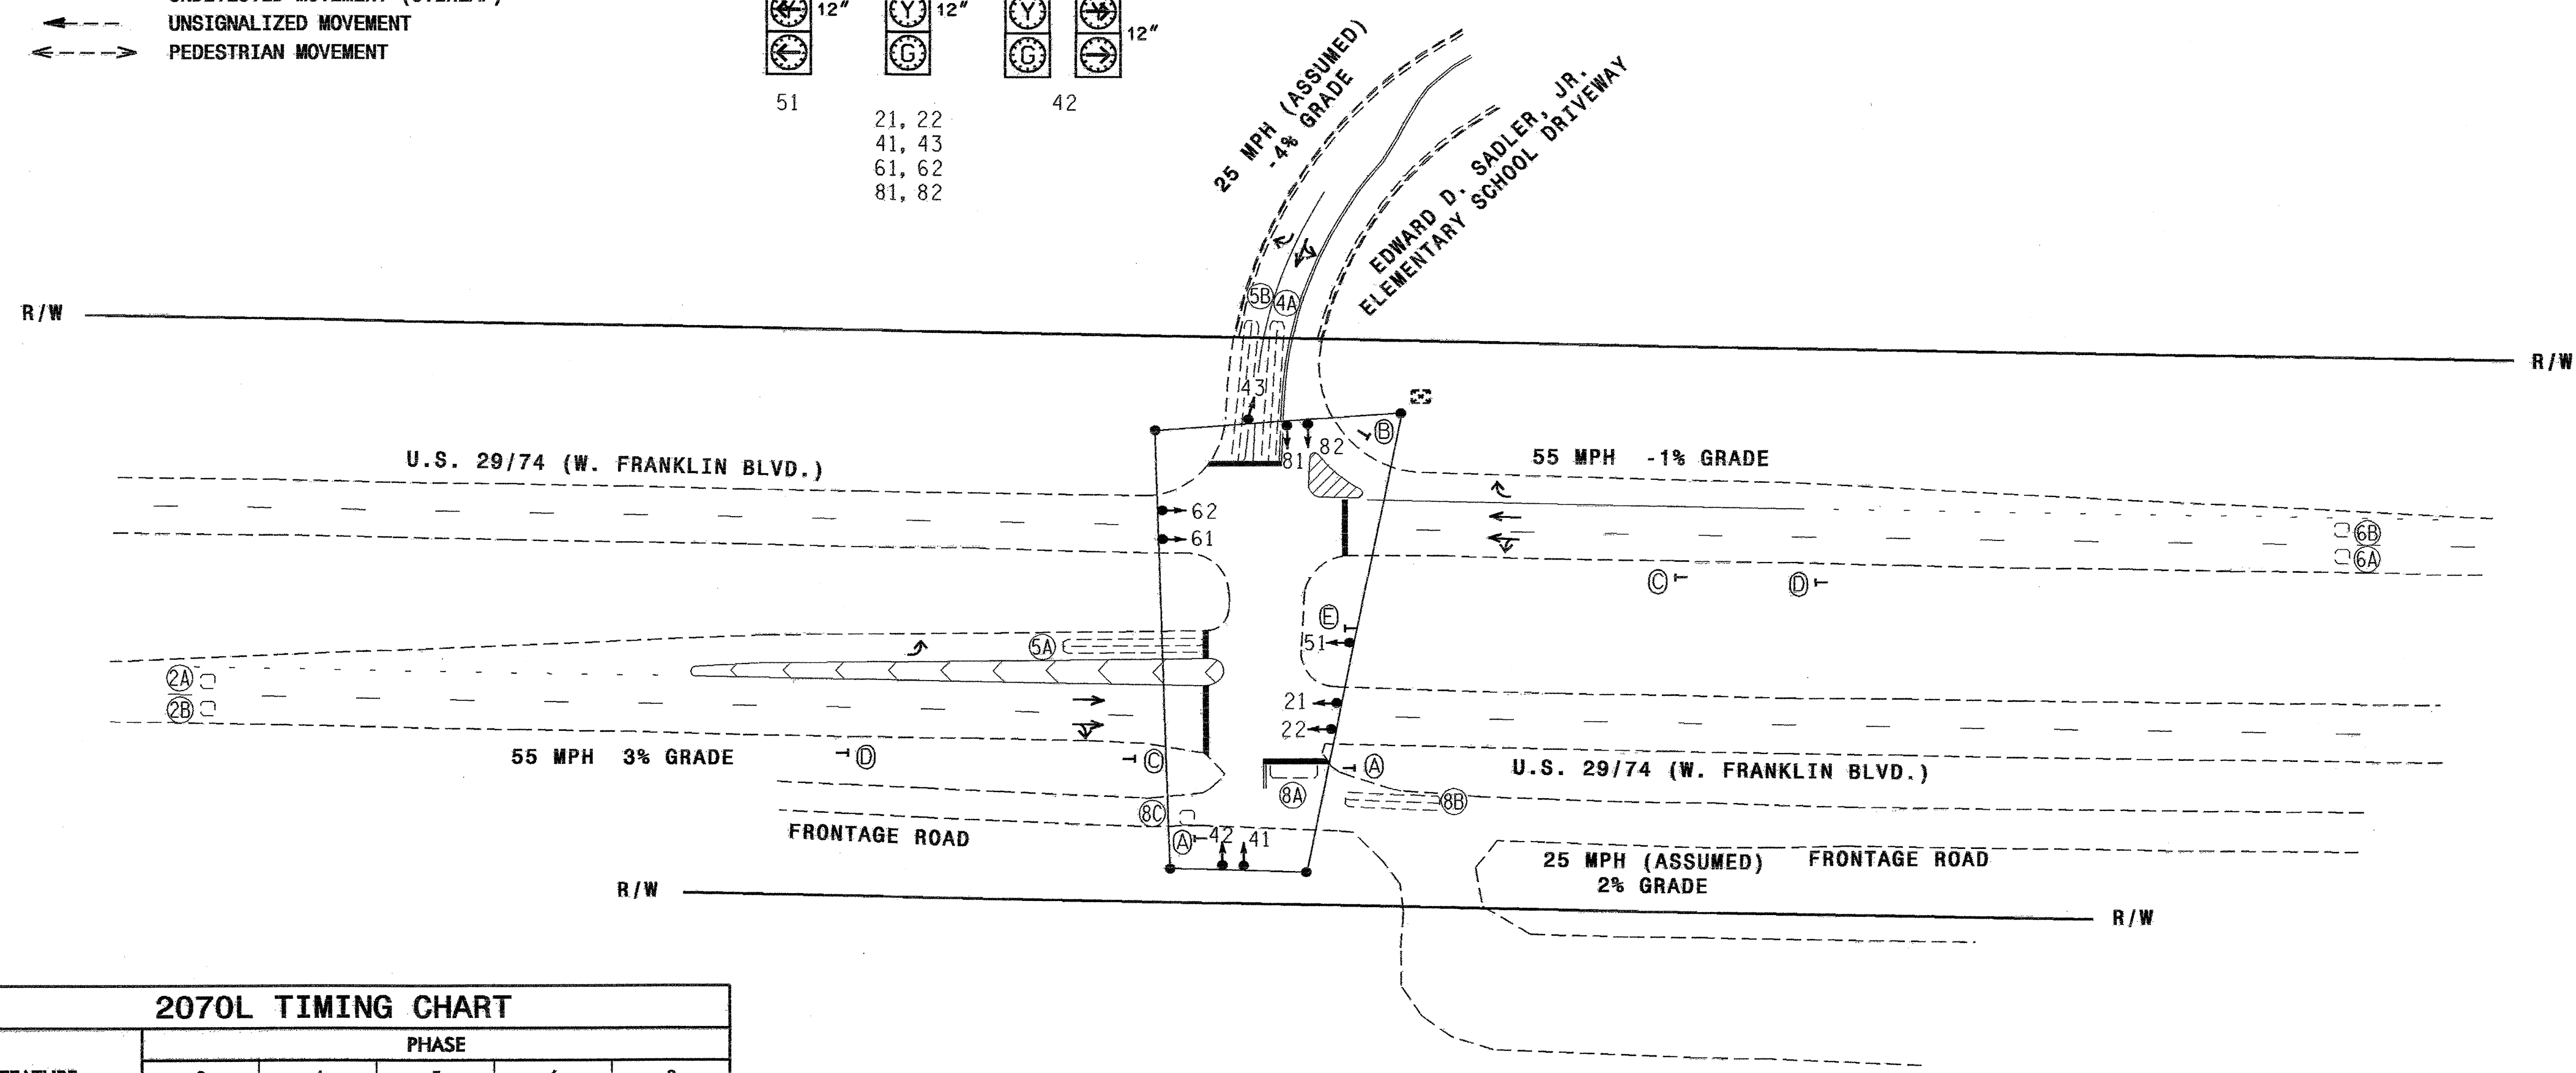 UNSIGNALIZED MOVEMENT
PEDESTRIAN MOVEMENT
12" Y 12" Y
12"
G G
51
42
21, 22
41, 43
61, 62
81, 82
25 MPH (ASSUMED)
-4% GRADE
EDWARD D. SADLER, JR.
ELEMENTARY SCHOOL DRIVEWAY
R/W
R/W
5B 4A
43
B
U.S. 29/74 (W. FRANKLIN BLVD.)
81 82
55 MPH -1% GRADE
62
61
6B
6A
C D
E
51
5A
2A
2B
21
22
55 MPH 3% GRADE
D
C
A
U.S. 29/74 (W. FRANKLIN BLVD.)
8A
8B
8C
FRONTAGE ROAD
A 42 41
25 MPH (ASSUMED) FRONTAGE ROAD
2% GRADE
R/W
R/W
2070L TIMING CHART
PHASE